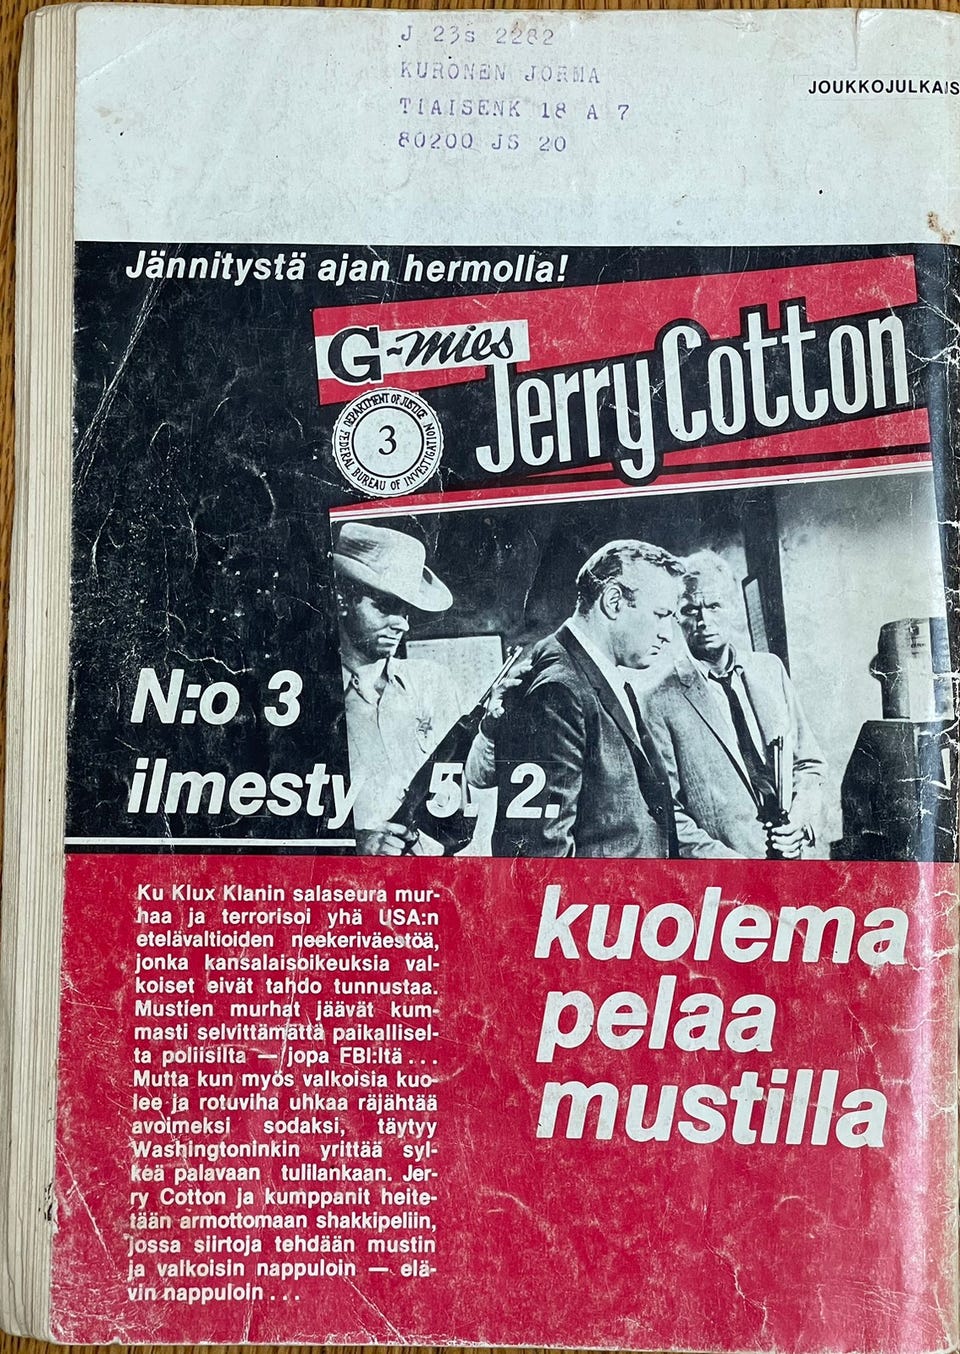 J 23s 2282
KURONEN JORMA
TIAISENK 18 A 7
80200 JS 20
JOUKKOJULKAIS
Jännitystä ajan hermolla!
G-mies
Jerry Cotton
DEPARTMENT OF JUSTICE
3
FEDERAL BUREAU OF INVESTIGATION
N:o 3
ilmesty 5. 2.
Ku Klux Klanin salaseura mur-
haa ja terrorisoi yhä USA:n
etelävaltioiden neekeriväestöä,
jonka kansalaisoikeuksia val-
koiset eivät tahdo tunnustaa.
Mustien murhat jäävät kum-
masti selvittämättä paikallisel-
ta poliisilta — jopa FBI:ltä . . .
Mutta kun myös valkoisia kuo-
lee ja rotuviha uhkaa räjähtää
avoimeksi sodaksi, täytyy
Washingtoninkin yrittää syl-
keä palavaan tulilankaan. Jer-
ry Cotton ja kumppanit heite-
tään armottomaan shakkipeliin,
jossa siirtoja tehdään mustin
ja valkoisin nappuloin — elä-
vin nappuloin . . .
kuolema
pelaa
mustilla